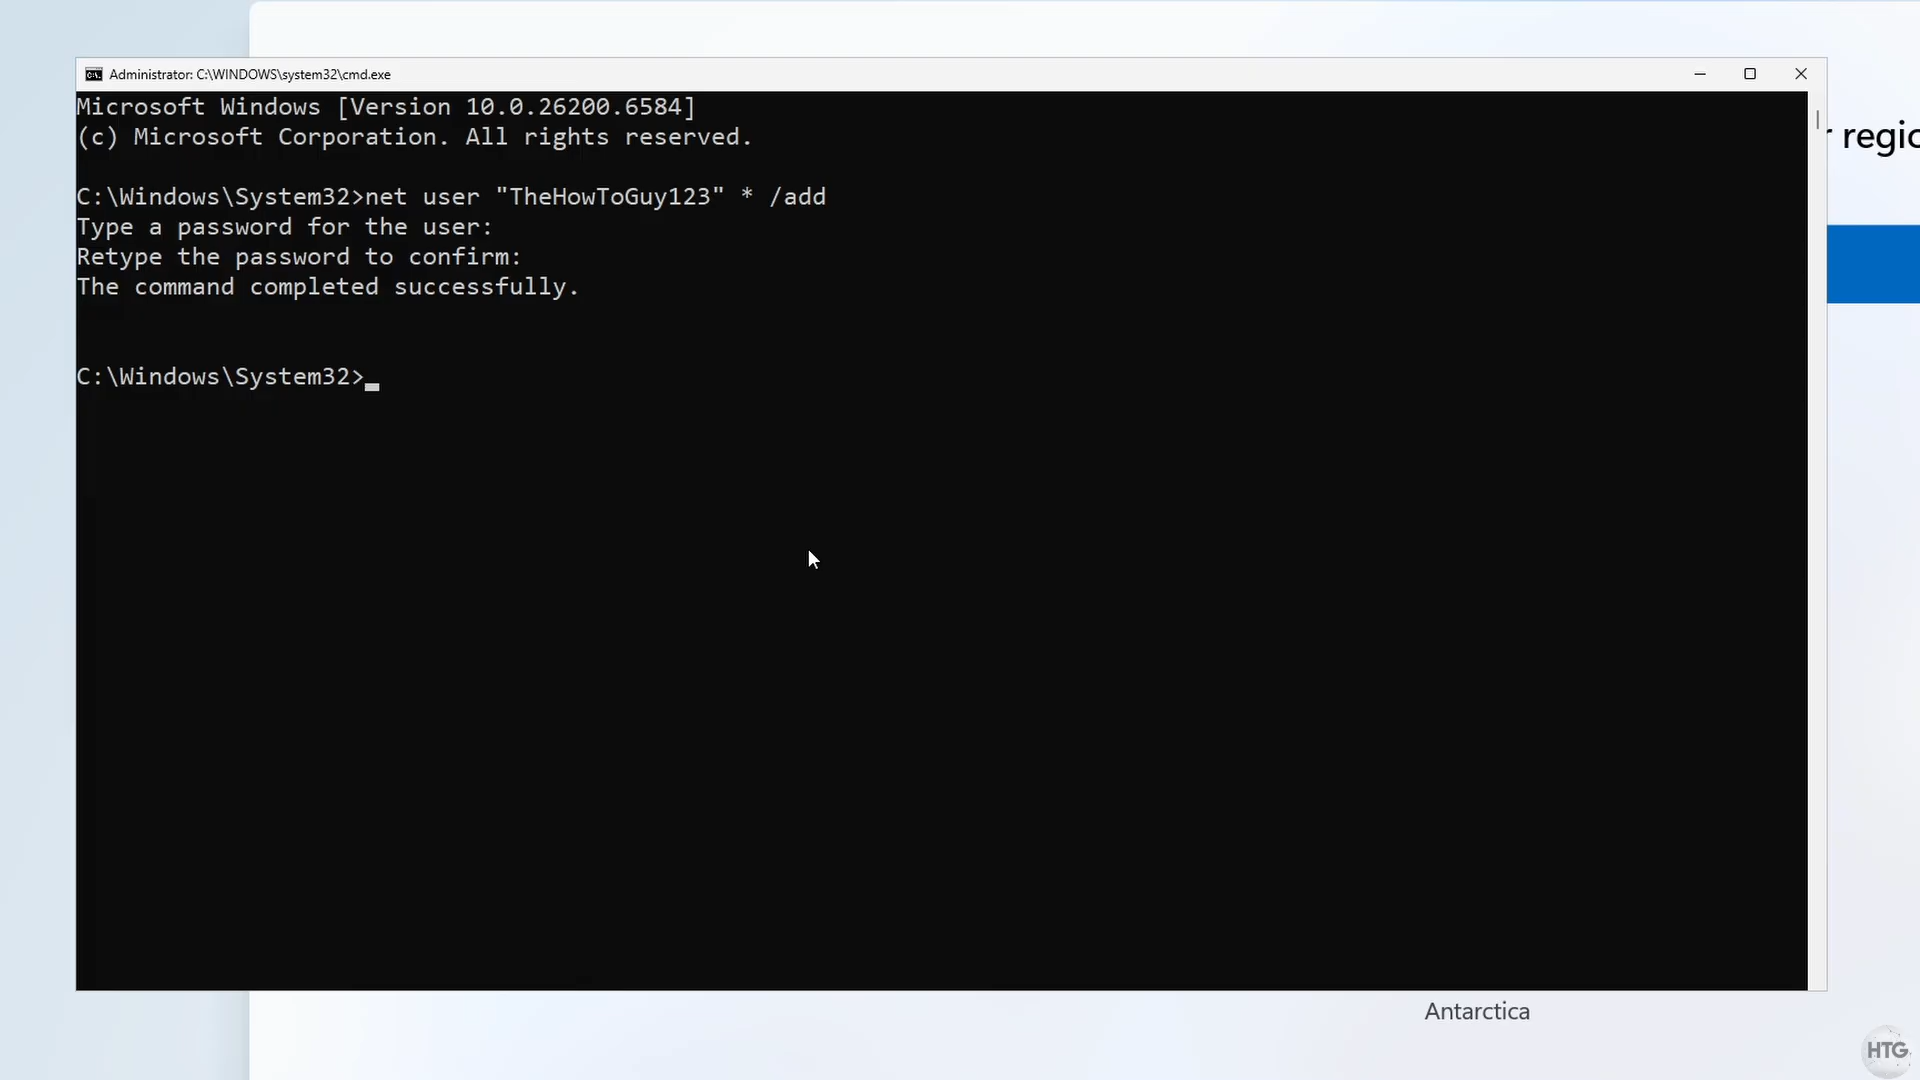 Administrator: C:\WINDOWS\system32\cmd.exe
Microsoft Windows [Version 10.0.26200.6584]
(c) Microsoft Corporation. All rights reserved.
C:\Windows\System32>net user "TheHowToGuy123" * /add
Type a password for the user:
Retype the password to confirm:
The command completed successfully.
C:\Windows\System32>
Antarctica
HTG